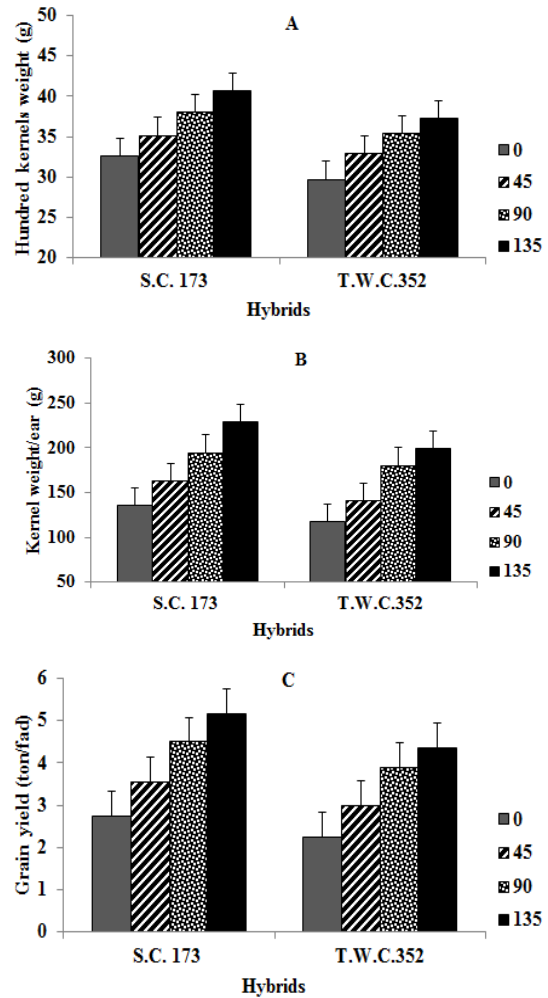 A
Hundred kernels weight (g)
50
45
40
35
30
25
20
S.C. 173
T.W.C.352
Hybrids
0
45
90
135
B
Kernel weight/ear (g)
300
250
200
150
100
50
S.C. 173
T.W.C.352
Hybrids
0
45
90
135
C
Grain yield (ton/fad)
6
5
4
3
2
1
0
S.C. 173
T.W.C.352
Hybrids
0
45
90
135